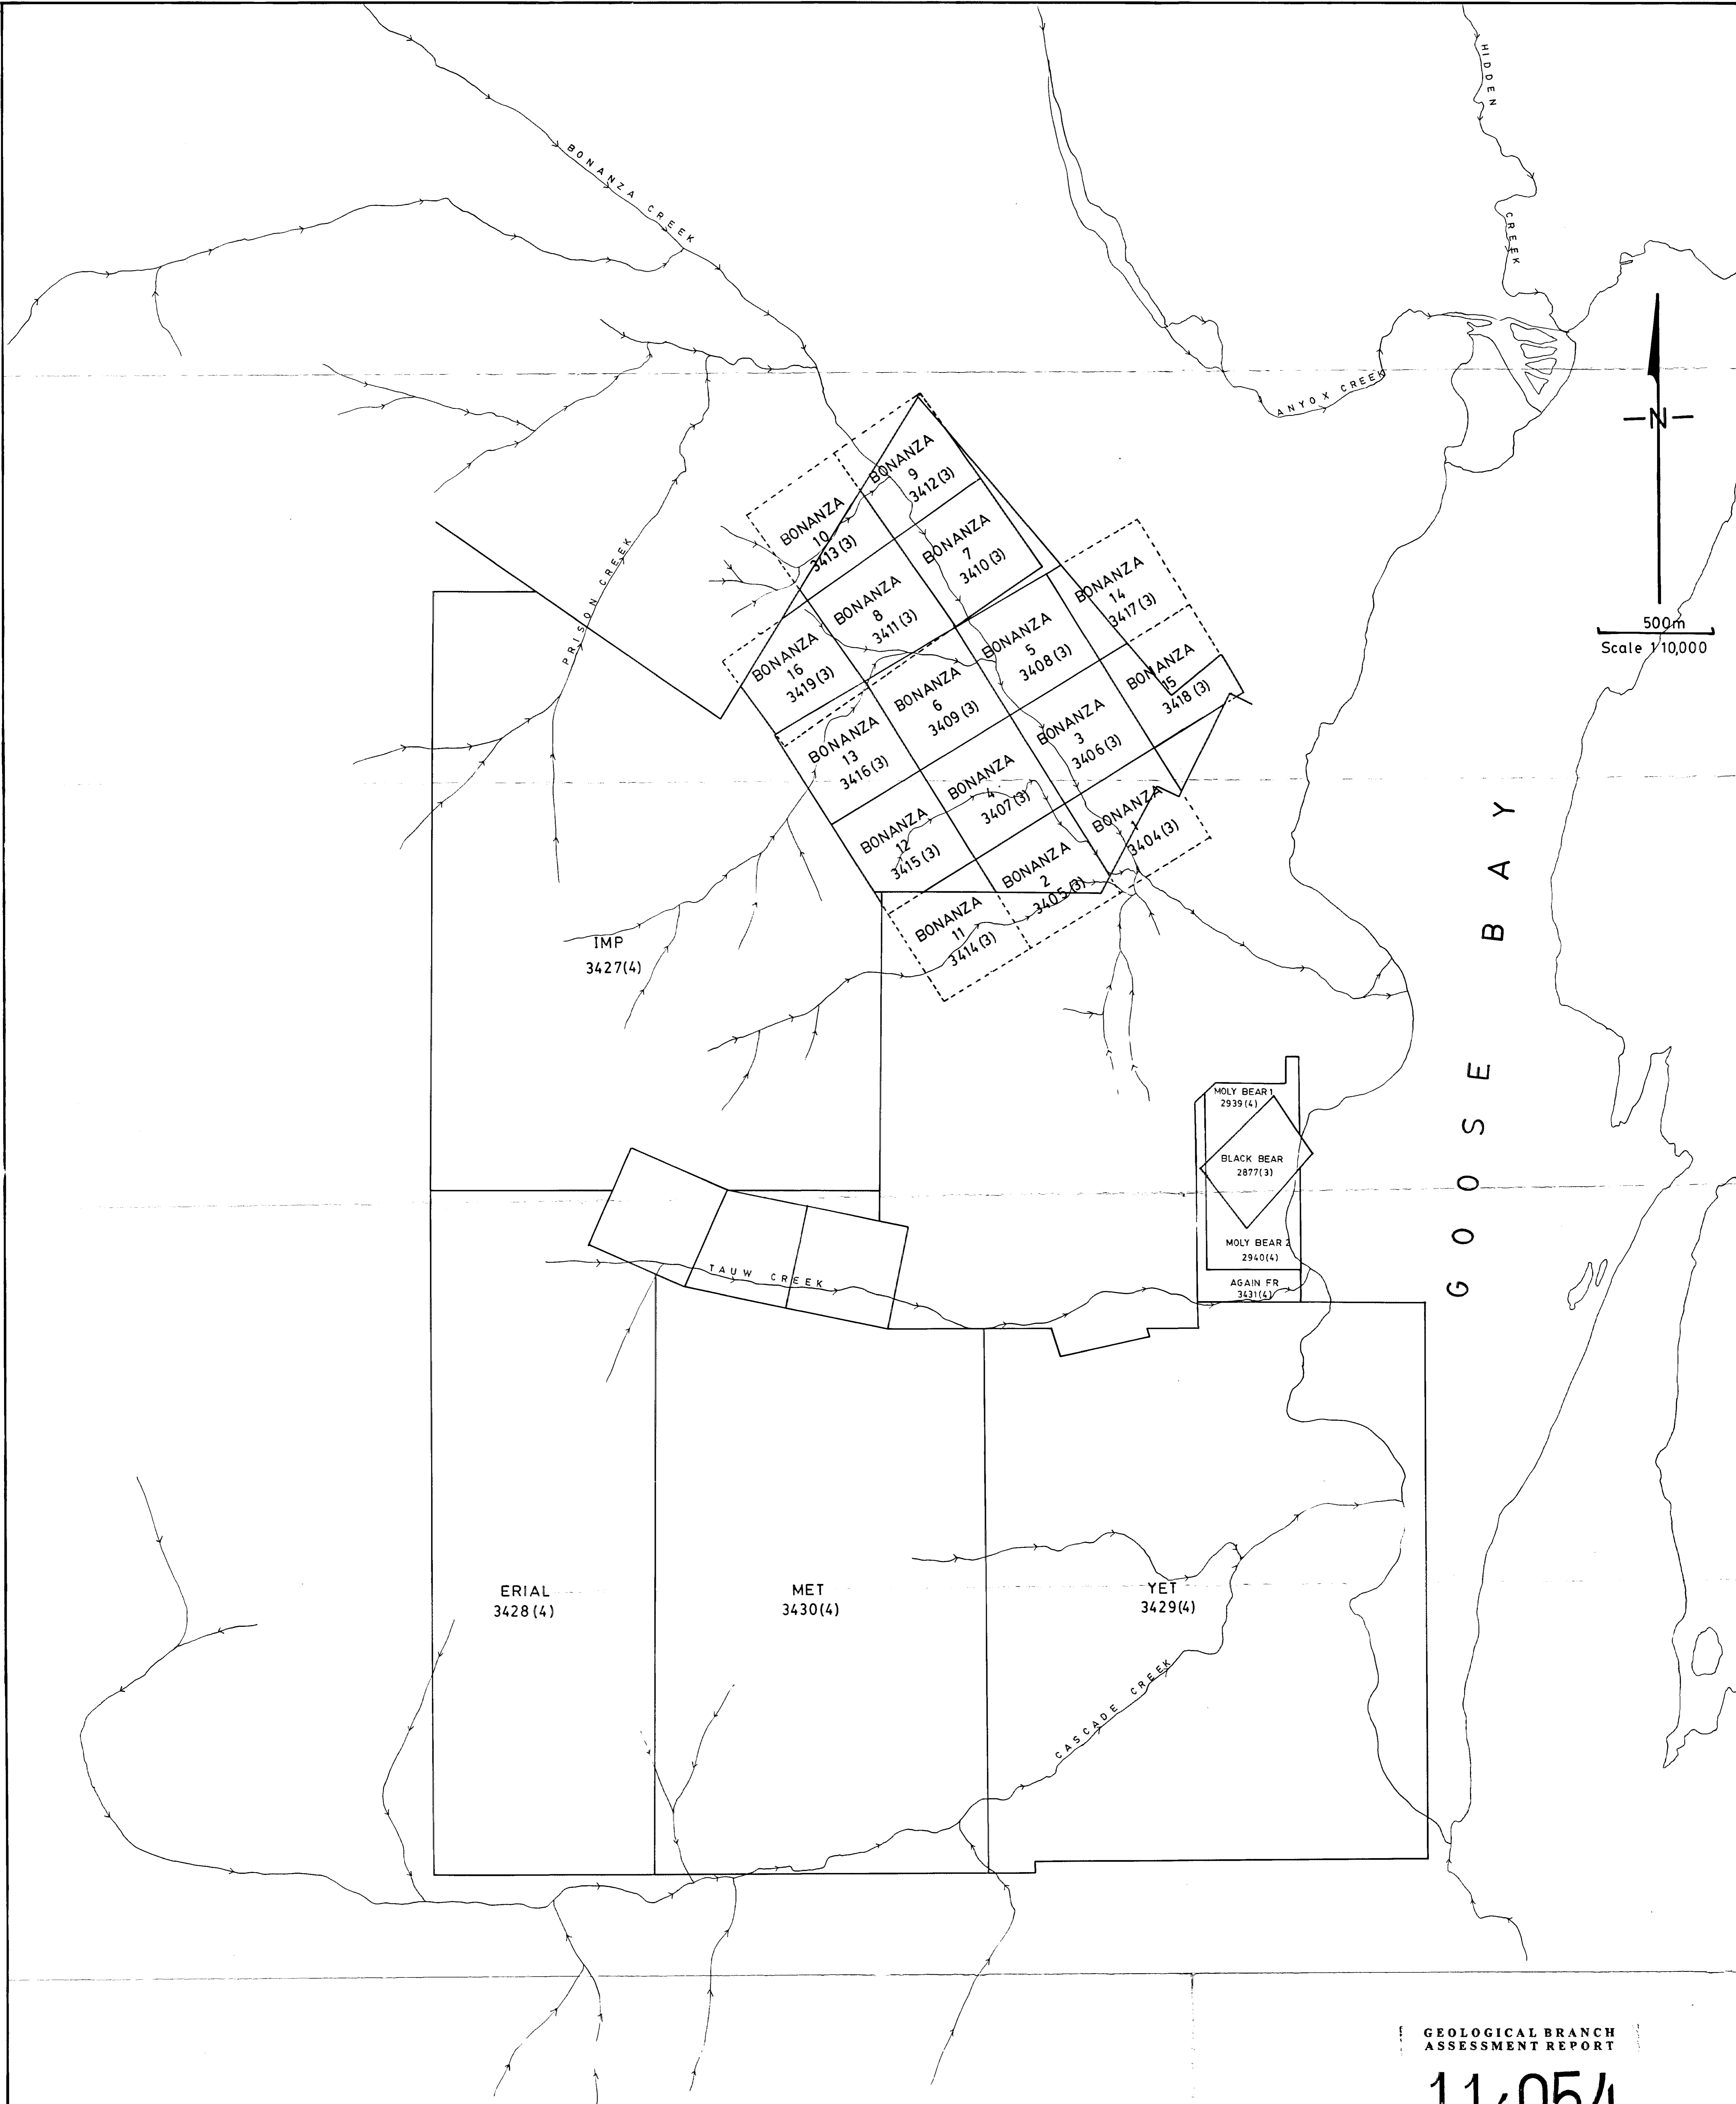 HIDDEN
CREEK
BONANZA CREEK
ANYOX CREEK
PRISON CREEK
—N—
500m
Scale 1/10,000
BONANZA
9
3412(3)
BONANZA
10
3413(3)
BONANZA
7
3410(3)
BONANZA
8
3411(3)
BONANZA
14
3417(3)
BONANZA
16
3419(3)
BONANZA
5
3408(3)
BONANZA
15
3418(3)
BONANZA
6
3409(3)
BONANZA
13
3416(3)
BONANZA
3
3406(3)
BONANZA
4
3407(3)
BONANZA
1
3404(3)
BONANZA
12
3415(3)
BONANZA
2
3405(3)
BONANZA
11
3414(3)
IMP
3427(4)
GOOSE BAY
MOLY BEAR 1
2939(4)
BLACK BEAR
2877(3)
MOLY BEAR 2
2940(4)
AGAIN FR
3431(4)
TAUW CREEK
ERIAL
3428(4)
MET
3430(4)
YET
3429(4)
CASCADE CREEK
GEOLOGICAL BRANCH
ASSESSMENT REPORT
11,054